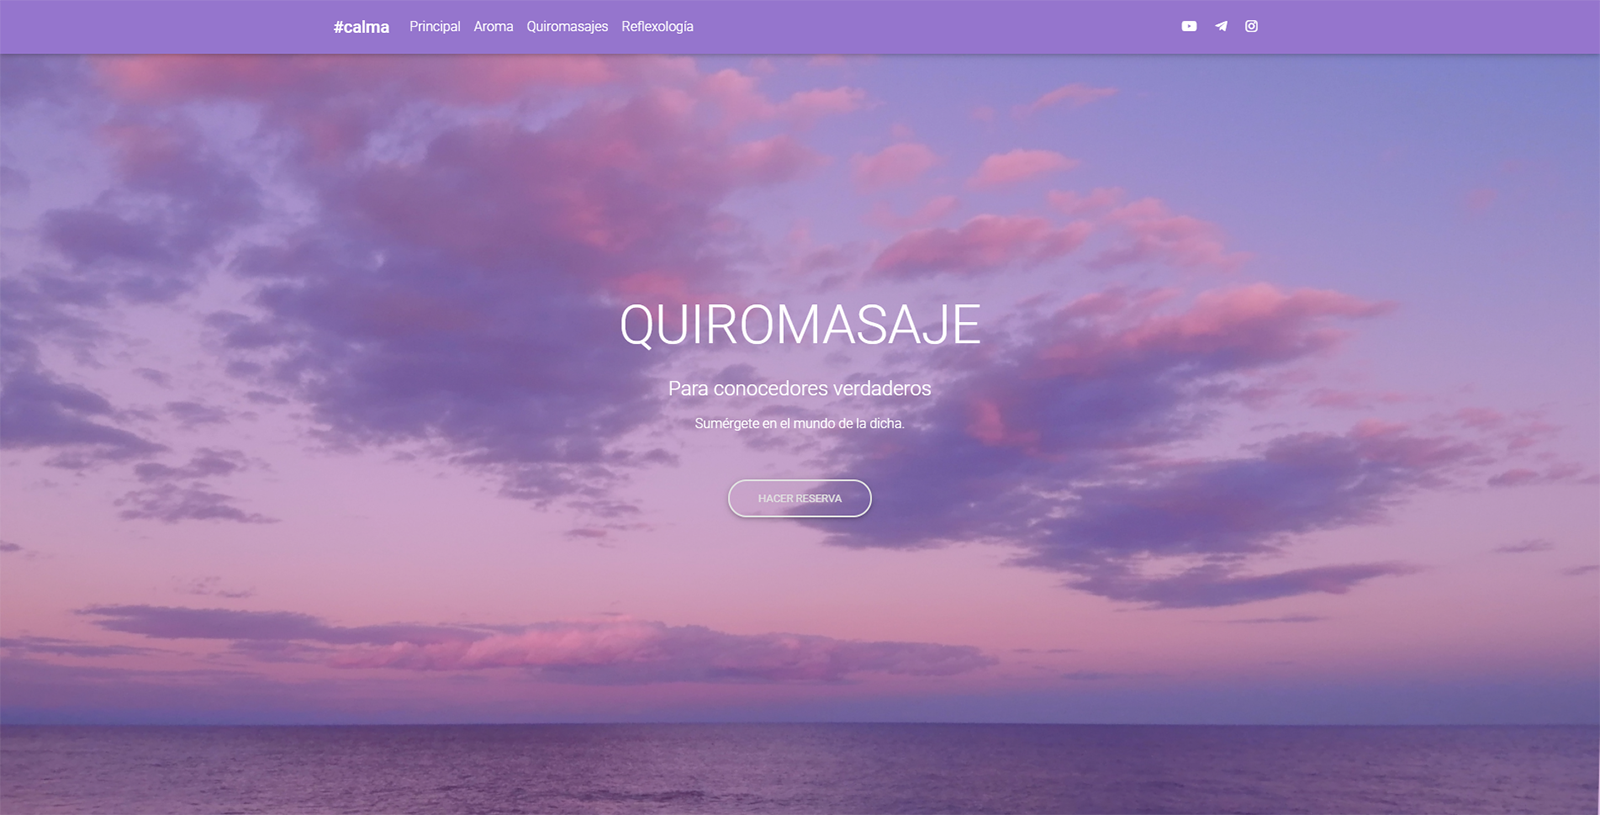 #calma Principal Aroma Quiromasajes Reflexología
QUIROMASAJE
Para conocedores verdaderos
Sumérgete en el mundo de la dicha.
HACER RESERVA